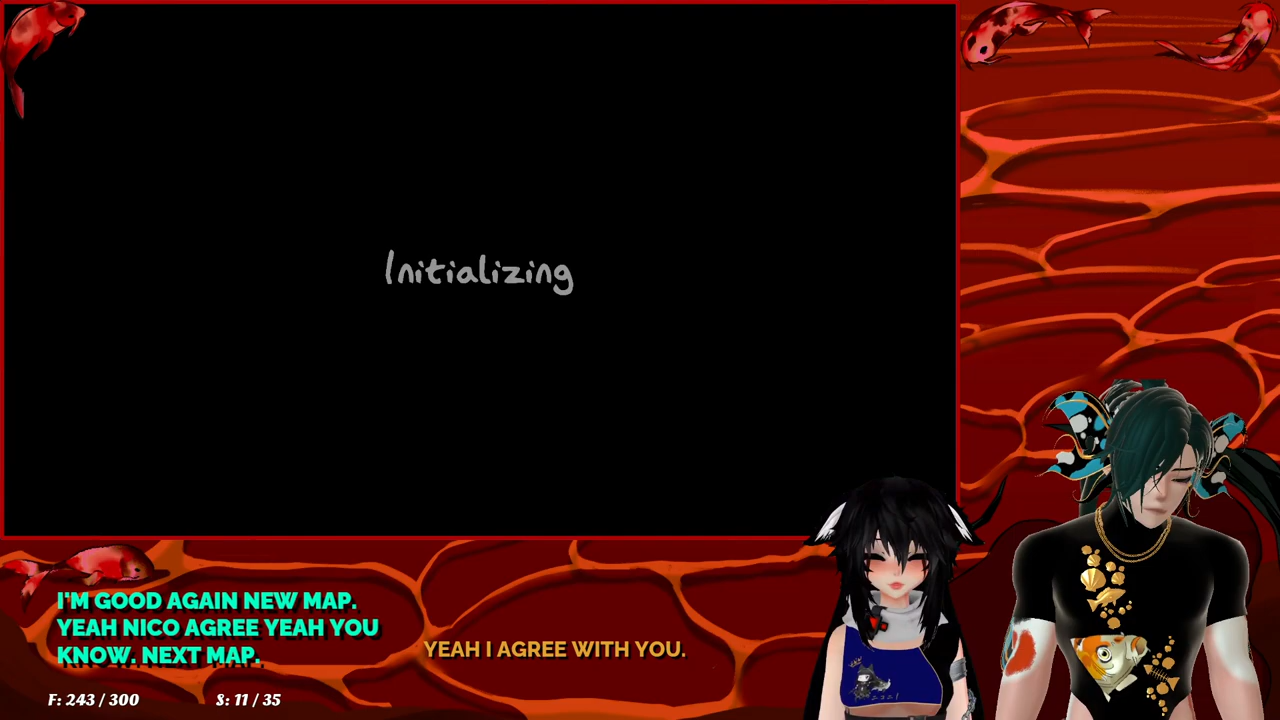 Initializing
I'M GOOD AGAIN NEW MAP.
YEAH NICO AGREE YEAH YOU
KNOW. NEXT MAP.
YEAH I AGREE WITH YOU.
F: 243 / 300
S: 11 / 35